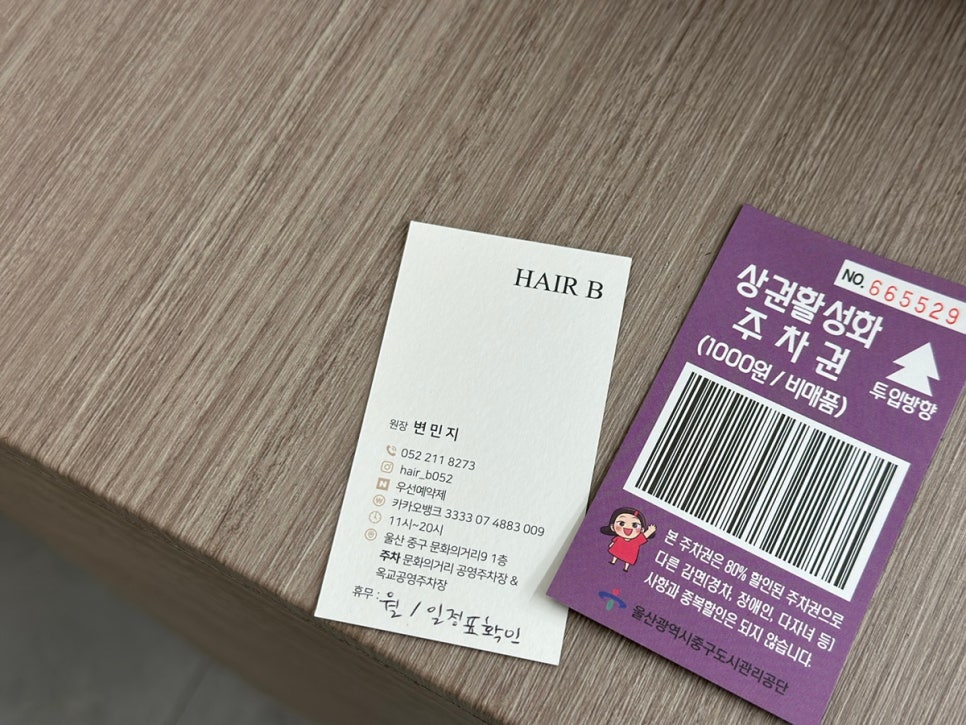 HAIR B
원장 변민지
052 211 8273
hair_b052
N 우선예약제
카카오뱅크 3333 07 4883 009
11시~20시
울산 중구 문화의거리9 1층
주차 문화의거리 공영주차장 &
옥교공영주차장
휴무 : 월 / 일정표확인
NO. 665529
상권활성화
주차권
(1000원 / 비매품)
투입방향
본 주차권은 80% 할인된 주차권으로
다른 감면(경차, 장애인, 다자녀 등)
사항과 중복할인은 되지 않습니다.
울산광역시중구도시관리공단